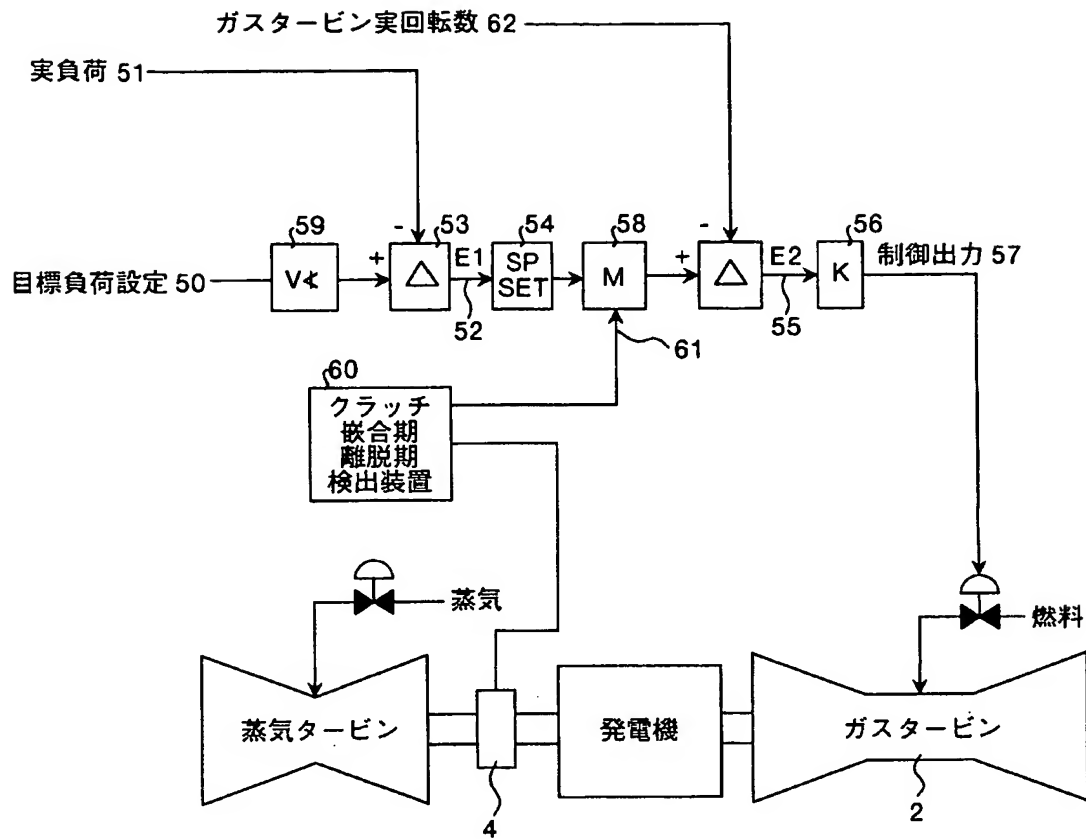 ガスタービン実回転数 62
実負荷 51
59
- 53
54
58
- 
56
制御出力 57
目標負荷設定 50
V∢
+
△
E1
52
SP
SET
M
+
△
E2
55
K
61
60
クラッチ
嵌合期
離脱期
検出装置
蒸気
燃料
蒸気タービン
4
発電機
ガスタービン
2